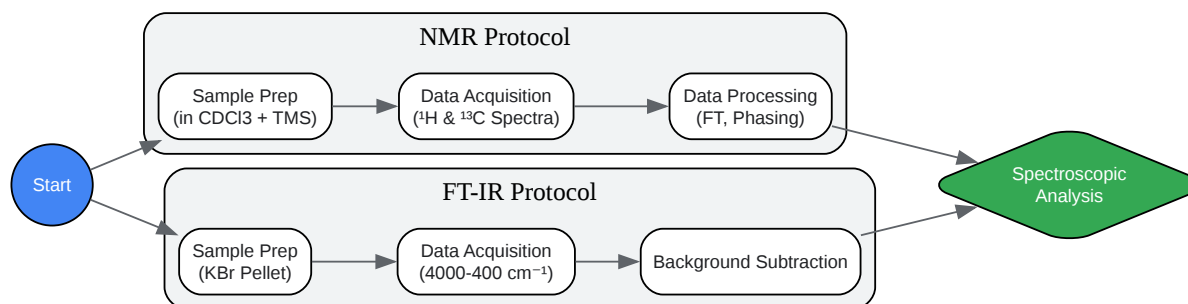 NMR Protocol
Sample Prep
(in CDCl3 + TMS)
Data Acquisition
(¹H & ¹³C Spectra)
Data Processing
(FT, Phasing)
Start
Spectroscopic
Analysis
FT-IR Protocol
Sample Prep
(KBr Pellet)
Data Acquisition
(4000-400 cm⁻¹)
Background Subtraction